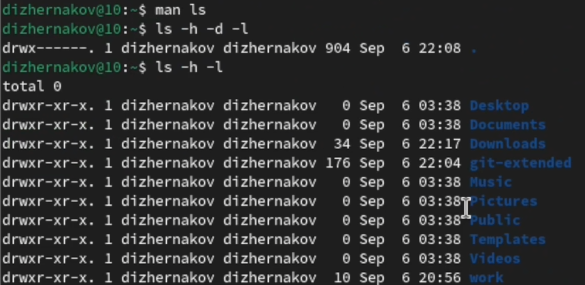 dizhernakov@10:~$ man ls
dizhernakov@10:~$ ls -h -d -l
drwx------. 1 dizhernakov dizhernakov 904 Sep  6 22:08 .
dizhernakov@10:~$ ls -h -l
total 0
drwxr-xr-x. 1 dizhernakov dizhernakov   0 Sep  6 03:38 Desktop
drwxr-xr-x. 1 dizhernakov dizhernakov   0 Sep  6 03:38 Documents
drwxr-xr-x. 1 dizhernakov dizhernakov  34 Sep  6 22:17 Downloads
drwxr-xr-x. 1 dizhernakov dizhernakov 176 Sep  6 22:04 git-extended
drwxr-xr-x. 1 dizhernakov dizhernakov   0 Sep  6 03:38 Music
drwxr-xr-x. 1 dizhernakov dizhernakov   0 Sep  6 03:38 Pictures
drwxr-xr-x. 1 dizhernakov dizhernakov   0 Sep  6 03:38 Public
drwxr-xr-x. 1 dizhernakov dizhernakov   0 Sep  6 03:38 Templates
drwxr-xr-x. 1 dizhernakov dizhernakov   0 Sep  6 03:38 Videos
drwxr-xr-x. 1 dizhernakov dizhernakov  10 Sep  6 20:56 work